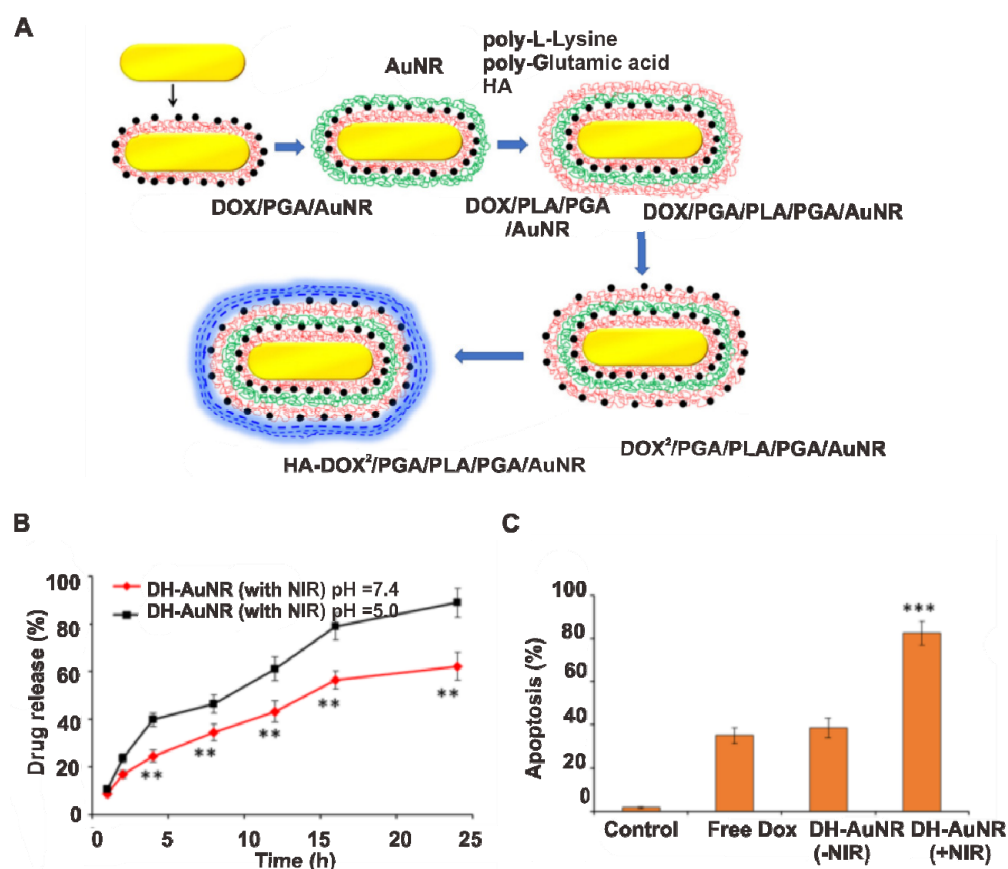 A
AuNR
poly-L-Lysine
poly-Glutamic acid
HA
DOX/PGA/AuNR
DOX/PLA/PGA
/AuNR
DOX/PGA/PLA/PGA/AuNR
HA-DOX²/PGA/PLA/PGA/AuNR
DOX²/PGA/PLA/PGA/AuNR
B
Drug release (%)
100
80
60
40
20
0
DH-AuNR (with NIR) pH =7.4
DH-AuNR (with NIR) pH =5.0
**
**
**
**
**
0 5 10 15 20 25
Time (h)
C
Apoptosis (%)
100
80
60
40
20
0
***
Control
Free Dox
DH-AuNR
(-NIR)
DH-AuNR
(+NIR)